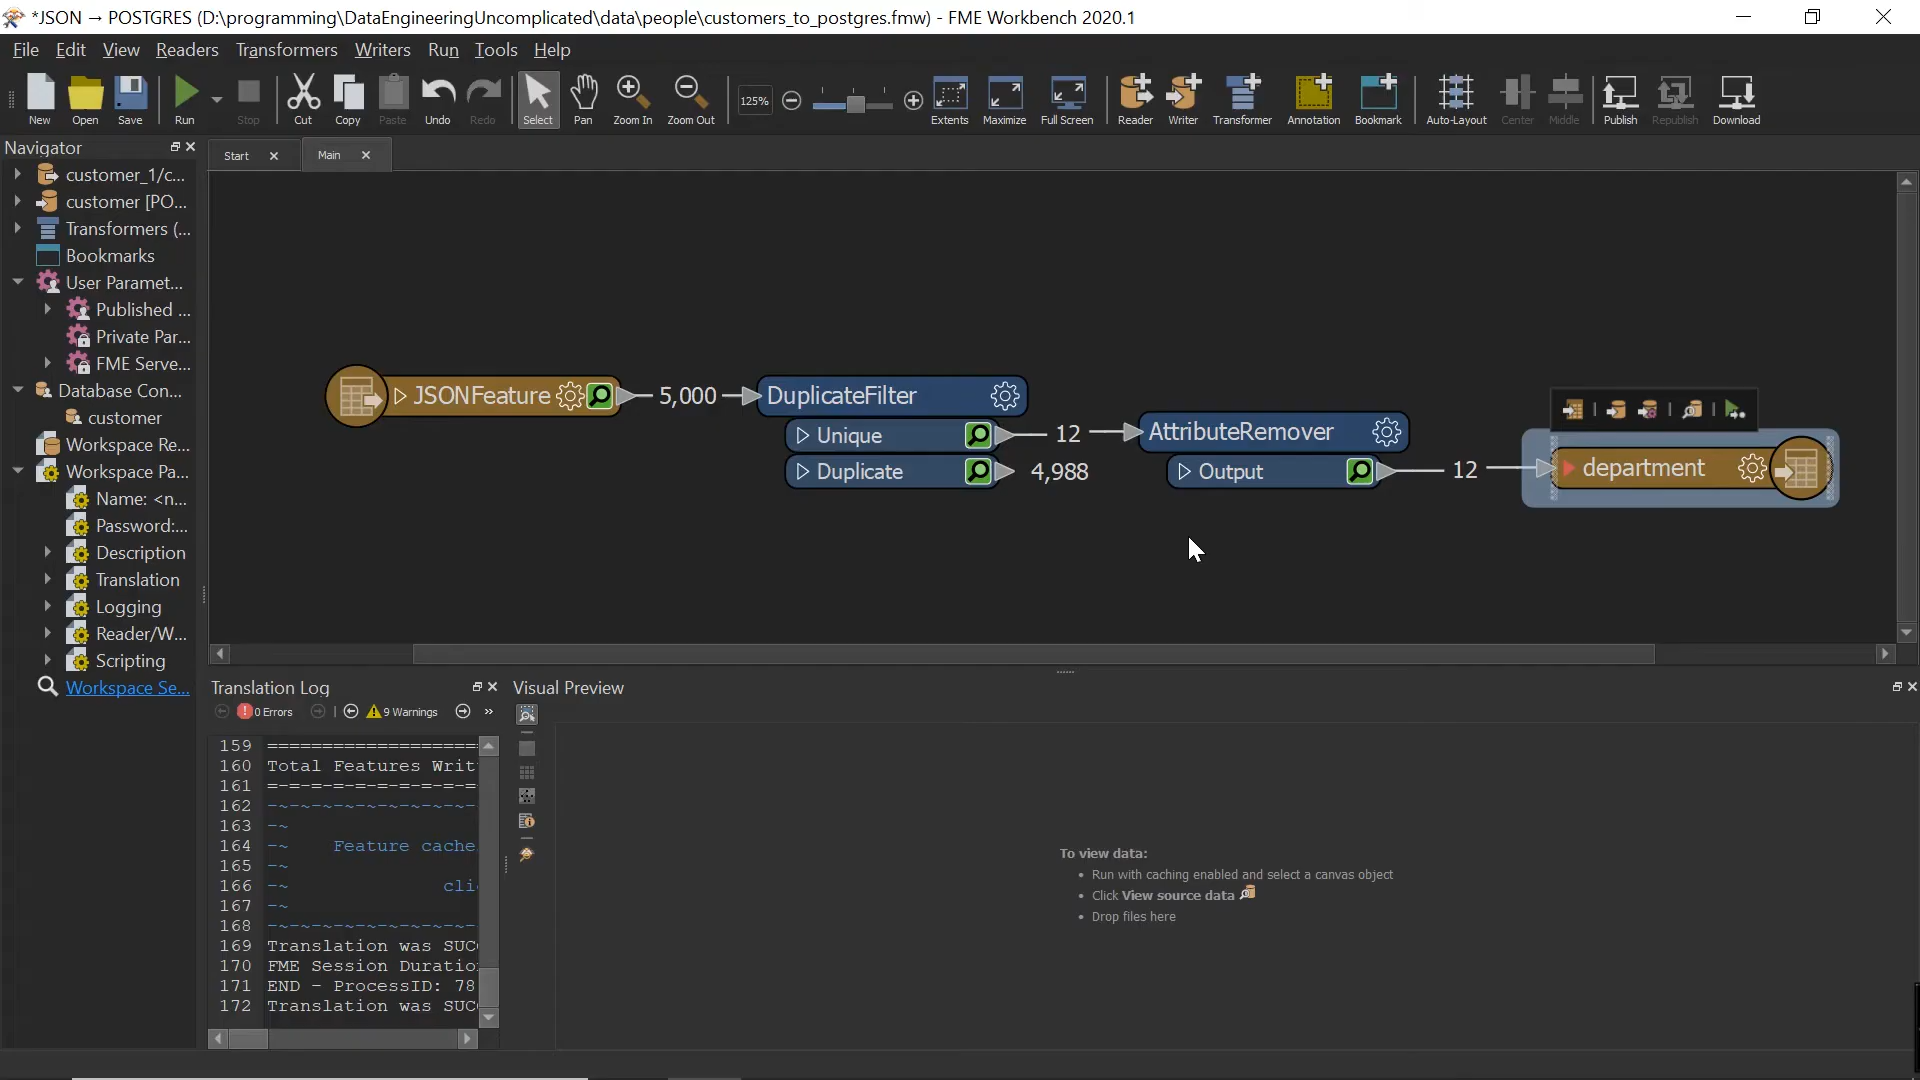 *JSON → POSTGRES (D:\programming\DataEngineeringUncomplicated\data\people\customers_to_postgres.fmw) - FME Workbench 2020.1
File Edit View Readers Transformers Writers Run Tools Help
New Open Save Run Stop Cut Copy Paste Undo Redo Select Pan Zoom In Zoom Out 125% Extents Maximize Full Screen Reader Writer Transformer Annotation Bookmark Auto-Layout Center Middle Publish Republish Download
Navigator
Start
Main
customer_1/c...
customer [PO...
Transformers (...
Bookmarks
User Paramet...
Published ...
Private Par...
FME Serve...
Database Con...
customer
Workspace Re...
Workspace Pa...
Name: <n...
Password:...
Description
Translation
Logging
Reader/W...
Scripting
Workspace Se...
JSONFeature
5,000
DuplicateFilter
Unique
12
Duplicate
4,988
AttributeRemover
Output
12
department
Translation Log
0 Errors
9 Warnings
»
159 ===================
160 Total Features Writ
161 =-=-=-=-=-=-=-=-=-=
162 -~-~-~-~-~-~-~-~-~-
163 -~
164 -~ Feature cache
165 -~
166 -~ cli
167 -~
168 -~-~-~-~-~-~-~-~-~-
169 Translation was SUC
170 FME Session Duratio
171 END - ProcessID: 78
172 Translation was SUC
Visual Preview
To view data:
• Run with caching enabled and select a canvas object
• Click View source data
• Drop files here